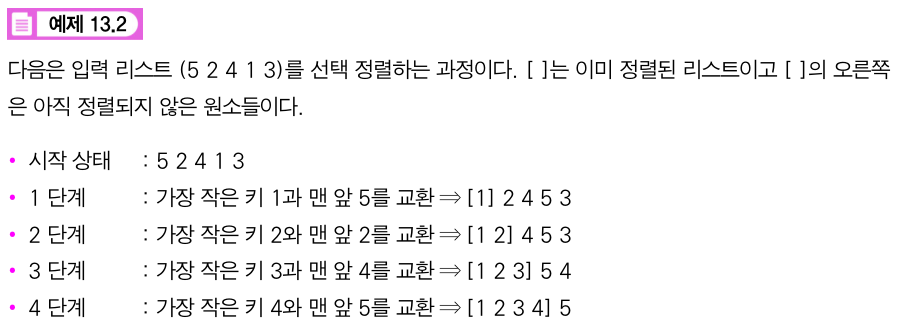 예제 13.2
다음은 입력 리스트 (5 2 4 1 3)를 선택 정렬하는 과정이다. [ ]는 이미 정렬된 리스트이고 [ ]의 오른쪽
은 아직 정렬되지 않은 원소들이다.
• 시작 상태 : 5 2 4 1 3
• 1 단계 : 가장 작은 키 1과 맨 앞 5를 교환 ⇒ [1] 2 4 5 3
• 2 단계 : 가장 작은 키 2와 맨 앞 2를 교환 ⇒ [1 2] 4 5 3
• 3 단계 : 가장 작은 키 3과 맨 앞 4를 교환 ⇒ [1 2 3] 5 4
• 4 단계 : 가장 작은 키 4와 맨 앞 5를 교환 ⇒ [1 2 3 4] 5